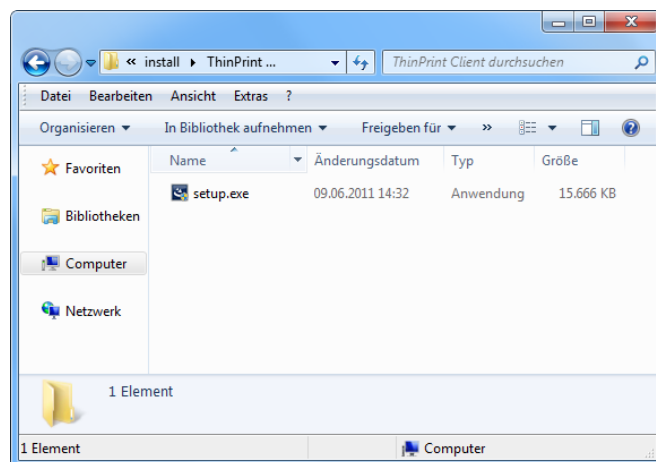 « install ▸ ThinPrint ... ThinPrint Client durchsuchen
Datei Bearbeiten Ansicht Extras ?
Organisieren In Bibliothek aufnehmen Freigeben für »
Name Änderungsdatum Typ Größe
Favoriten
setup.exe 09.06.2011 14:32 Anwendung 15.666 KB
Bibliotheken
Computer
Netzwerk
1 Element
1 Element Computer